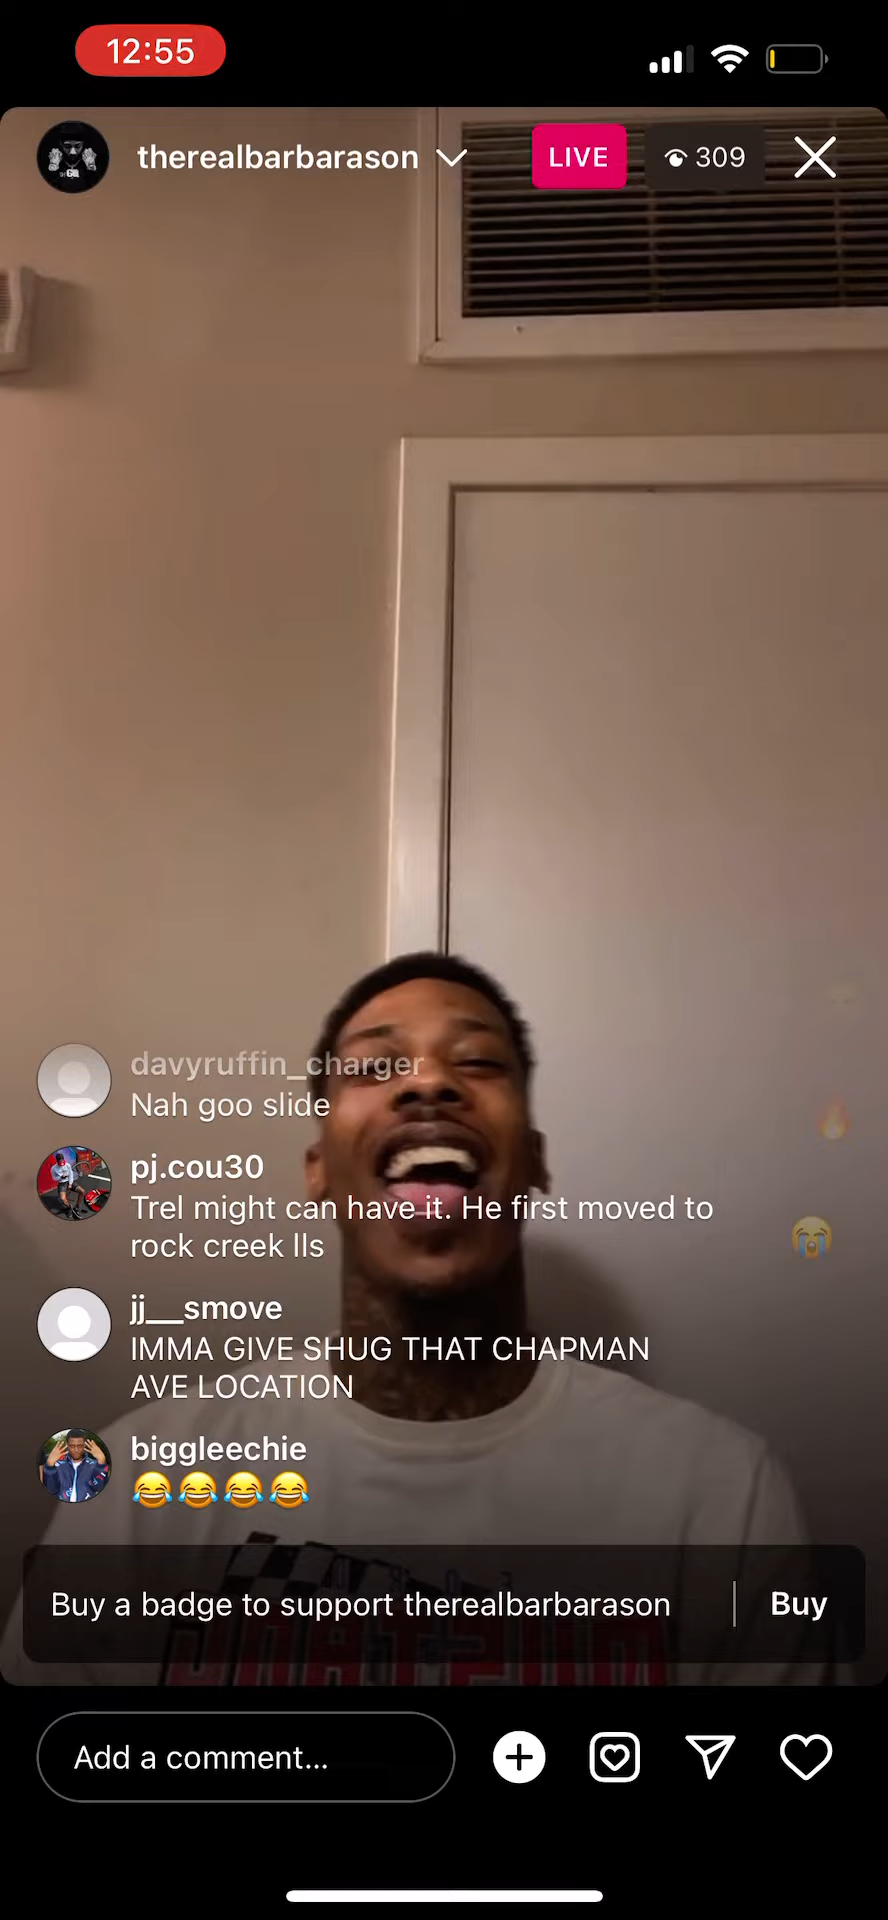 12:55
therealbarbarason
LIVE
309
davyruffin_charger
Nah goo slide
pj.cou30
Trel might can have it. He first moved to
rock creek lls
jj___smove
IMMA GIVE SHUG THAT CHAPMAN
AVE LOCATION
biggleechie
😂😂😂😂
Buy a badge to support therealbarbarason
Buy
Add a comment...